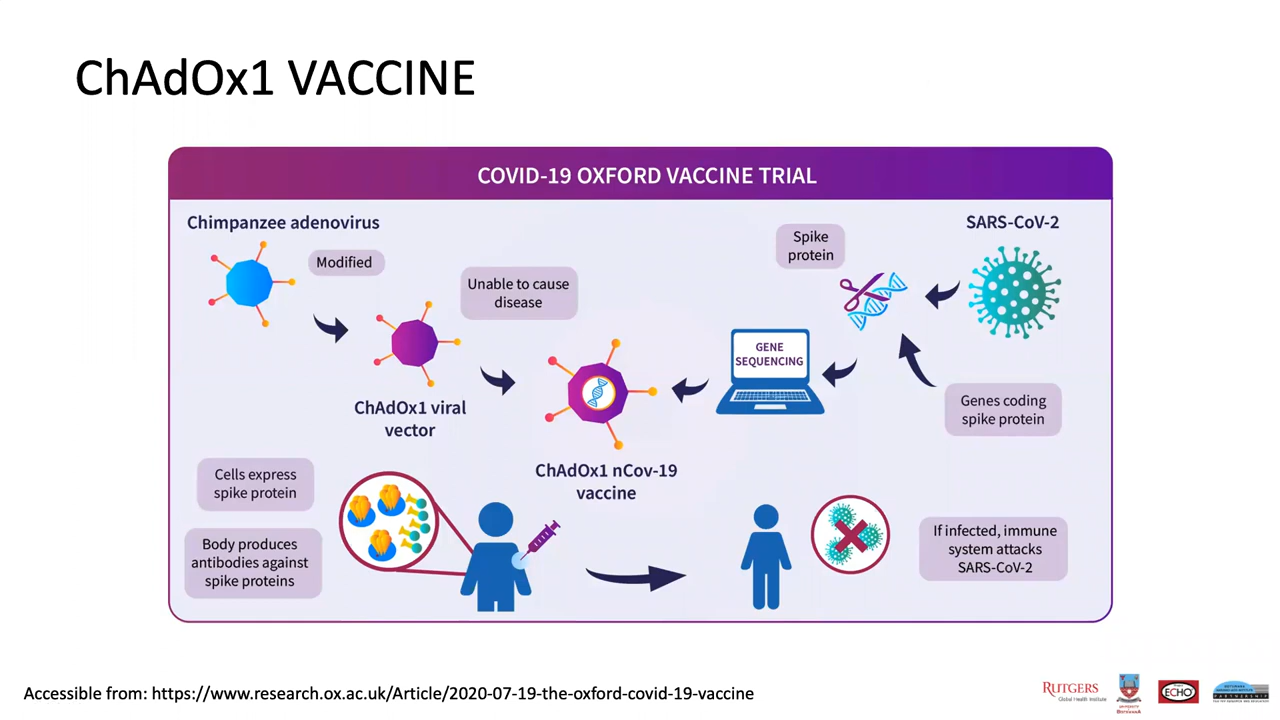 ChAdOx1 VACCINE
COVID-19 OXFORD VACCINE TRIAL
Chimpanzee adenovirus
Modified
Unable to cause
disease
ChAdOx1 viral
vector
ChAdOx1 nCov-19
vaccine
Spike
protein
SARS-CoV-2
GENE
SEQUENCING
Genes coding
spike protein
Cells express
spike protein
Body produces
antibodies against
spike proteins
If infected, immune
system attacks
SARS-CoV-2
Accessible from: https://www.research.ox.ac.uk/Article/2020-07-19-the-oxford-covid-19-vaccine
RUTGERS
Global Health Institute
ECHO